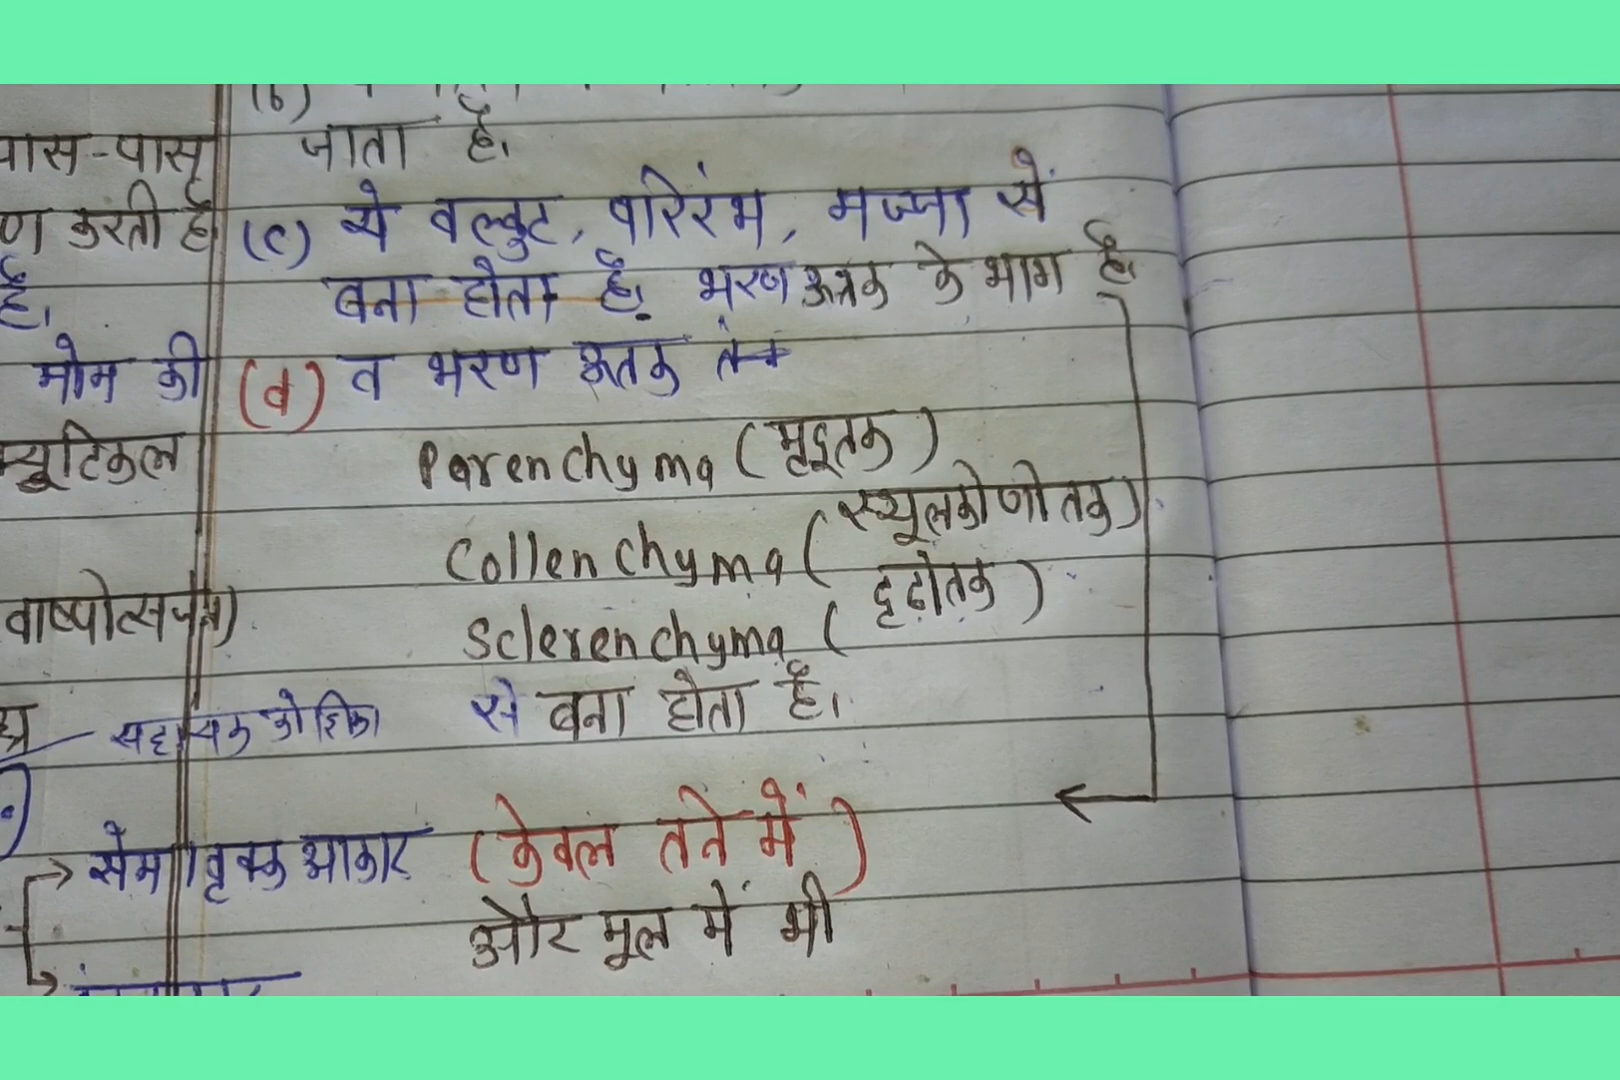 पास-पास
ण करती है।
है।
मोम की
क्यूटिकल
वाष्पोत्सर्जन)
सहायक कोशिका
सेम / वृक्क आकार
(b)
जाता है।
(c) ये वल्कुट, परिरंभ, मज्जा से
बना होता है। भरण ऊतक के भाग है।
(d) व भरण ऊतक
Parenchyma (मृदूतक)
Collenchyma (स्थूलकोणोतक)
Sclerenchyma (दृढ़ोतक)
से बना होता है।
(केवल तने में)
और मूल में भी